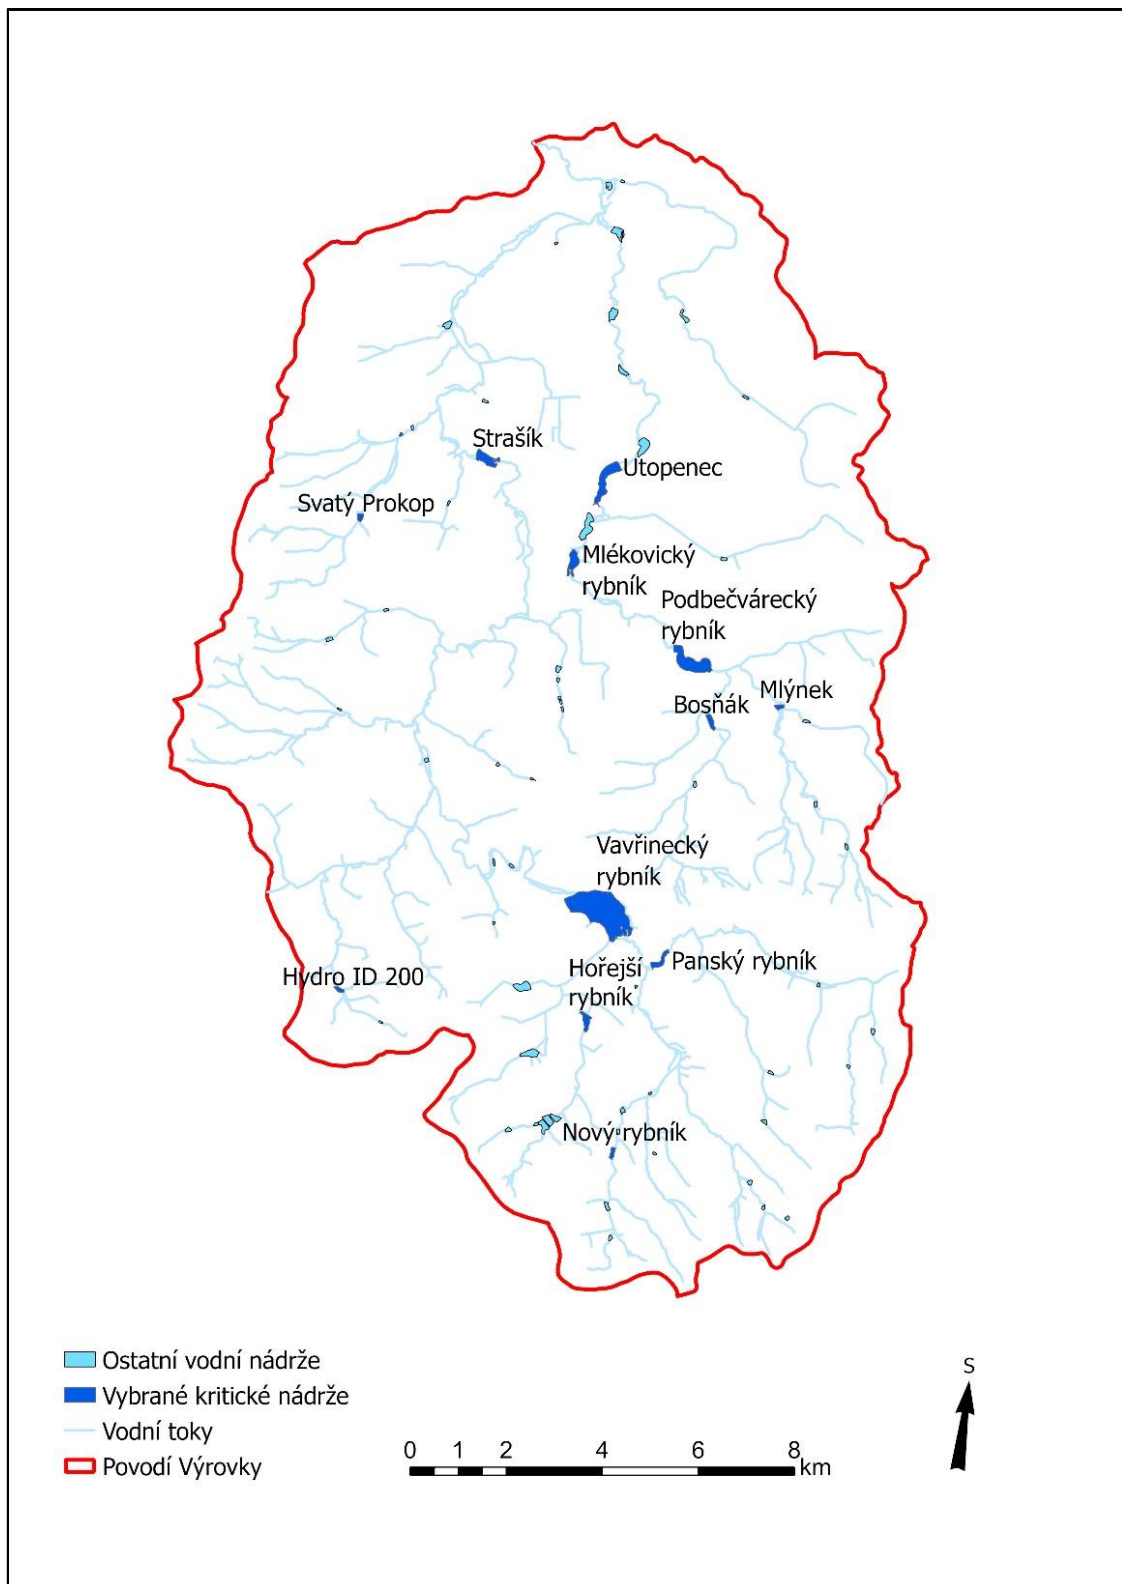 Strašík
Utopenec
Svatý Prokop
Mlékovický
rybník
Podbečvárecký
rybník
Mlýnek
Bosňák
Vavřinecký
rybník
Panský rybník
Hořejší
rybník
Hydro ID 200
Nový rybník
Ostatní vodní nádrže
Vybrané kritické nádrže
Vodní toky
Povodí Výrovky
0 1 2 4 6 8
km
S